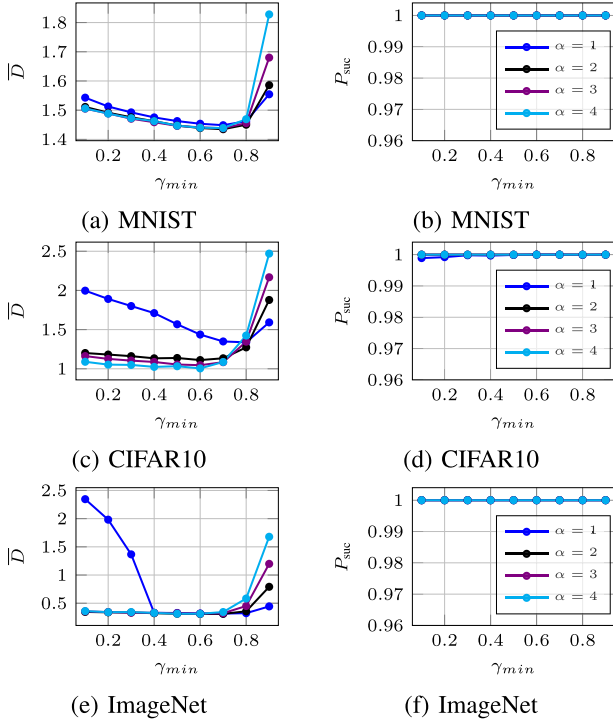 1.8
1.7
1.6
1.5
1.4
D̅
0.2 0.4 0.6 0.8
γmin
(a) MNIST
1
0.99
0.98
0.97
0.96
Psuc
α = 1
α = 2
α = 3
α = 4
0.2 0.4 0.6 0.8
γmin
(b) MNIST
2.5
2
1.5
1
D̅
0.2 0.4 0.6 0.8
γmin
(c) CIFAR10
1
0.99
0.98
0.97
0.96
Psuc
α = 1
α = 2
α = 3
α = 4
0.2 0.4 0.6 0.8
γmin
(d) CIFAR10
2.5
2
1.5
1
0.5
D̅
0.2 0.4 0.6 0.8
γmin
(e) ImageNet
1
0.99
0.98
0.97
0.96
Psuc
α = 1
α = 2
α = 3
α = 4
0.2 0.4 0.6 0.8
γmin
(f) ImageNet